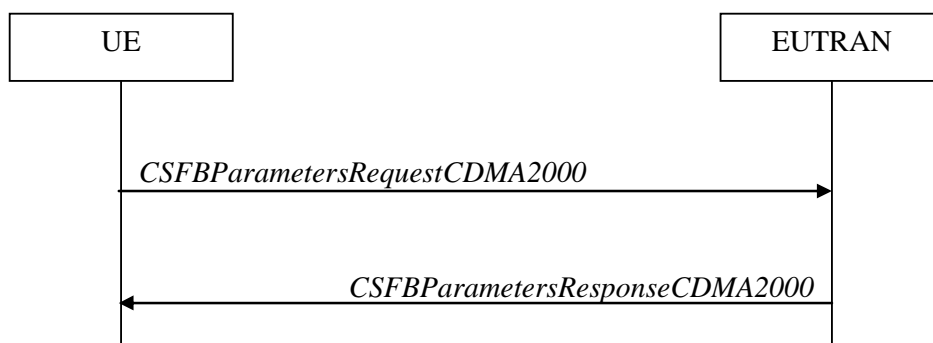 UE
EUTRAN
CSFBParametersRequestCDMA2000
CSFBParametersResponseCDMA2000